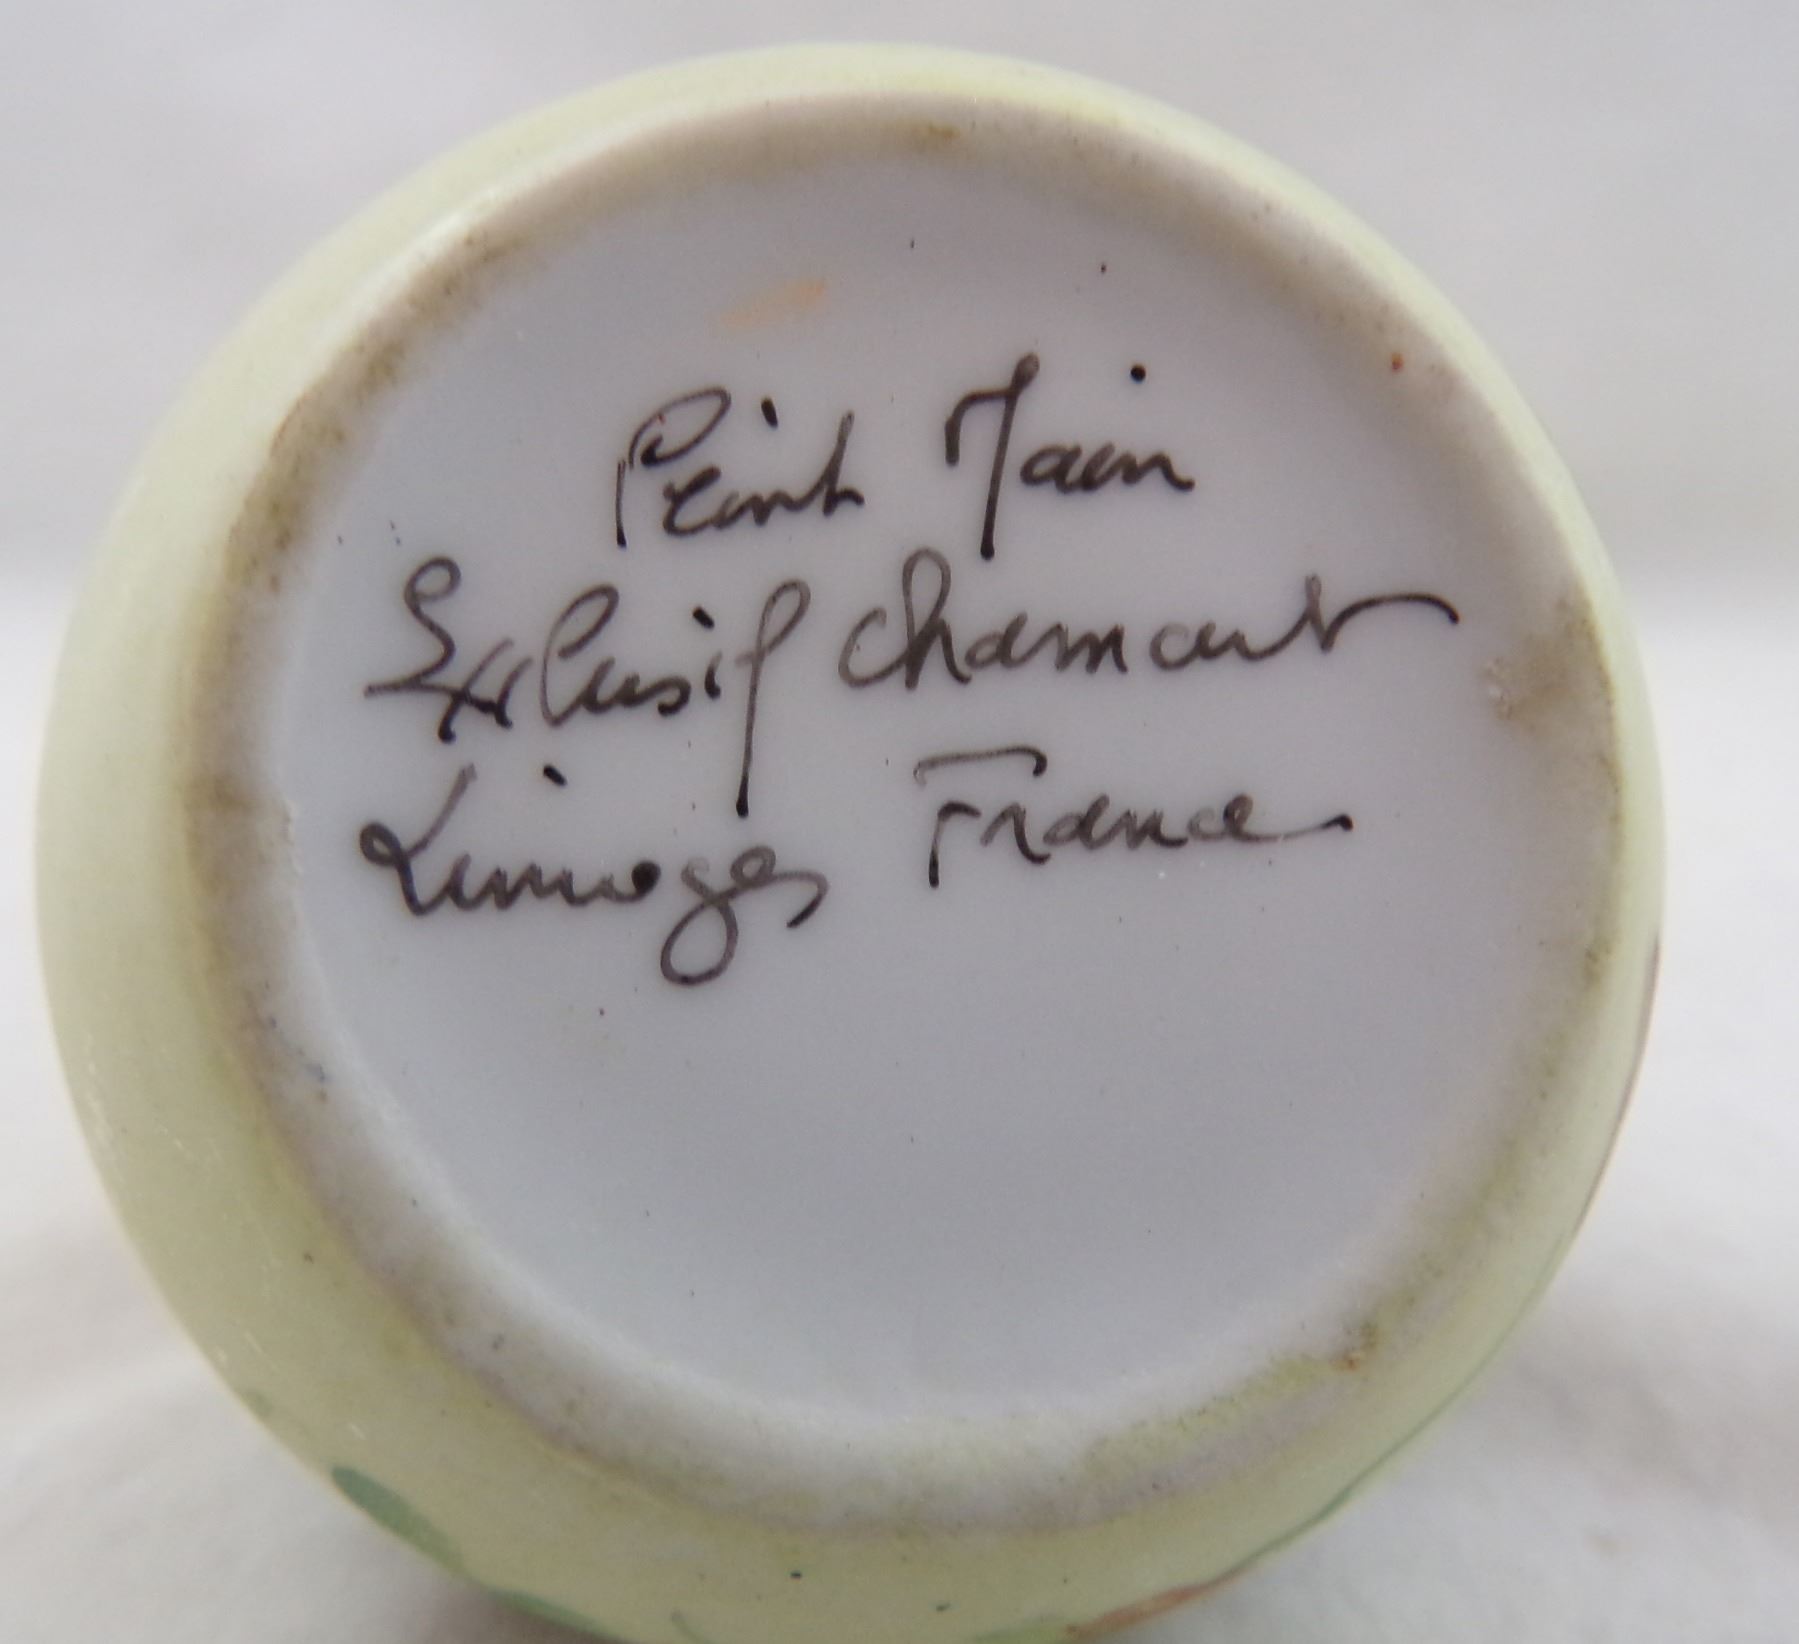 Peint Main
Exclusif Chamart
Limoges France